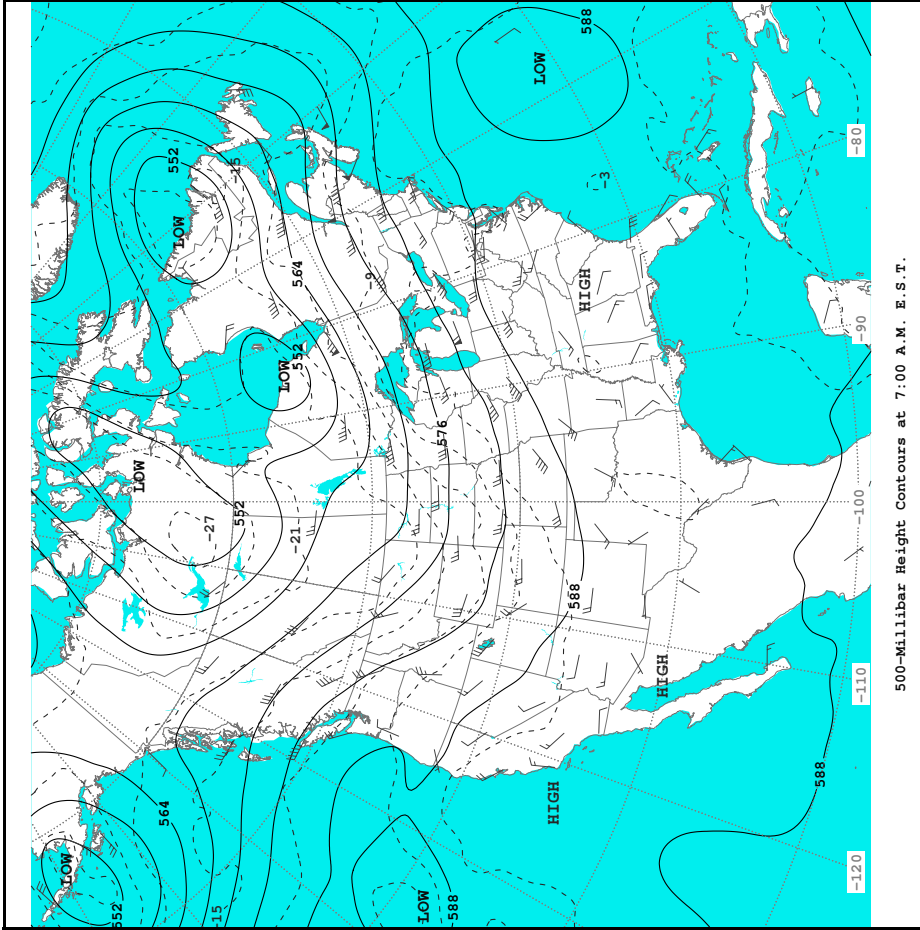 LOW
552
LOW
564
552
LOW
-27
-15
-15
552
LOW
-21
564
552
-9
LOW
576
588
LOW
HIGH
588
HIGH
588
-3
HIGH
588
-120
-110
-100
-90
-80
500-Millibar Height Contours at 7:00 A.M. E.S.T.